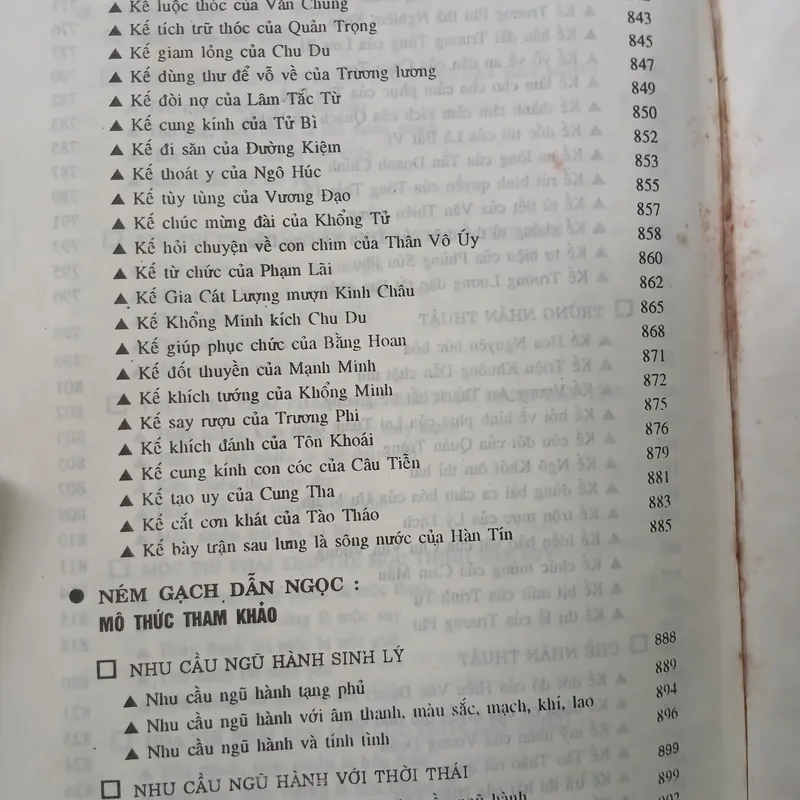 ▲ Kế luộc thóc của Văn Chủng
▲ Kế tích trữ thóc của Quản Trọng 843
▲ Kế giam lỏng của Chu Du 845
▲ Kế dùng thư để vỗ về của Trương lương 847
▲ Kế đòi nợ của Lâm Tắc Từ 849
▲ Kế cung kính của Tử Bì 850
▲ Kế đi săn của Đường Kiệm 852
▲ Kế thoát y của Ngô Húc 853
▲ Kế tùy tùng của Vương Đạo 855
▲ Kế chúc mừng đài của Khổng Tử 857
▲ Kế hỏi chuyện về con chim của Thân Vô Úy 858
▲ Kế từ chức của Phạm Lãi 860
▲ Kế Gia Cát Lượng mượn Kinh Châu 862
▲ Kế Khổng Minh kích Chu Du 865
▲ Kế giúp phục chức của Bằng Hoan 868
▲ Kế đốt thuyền của Mạnh Minh 871
▲ Kế khích tướng của Khổng Minh 872
▲ Kế say rượu của Trương Phi 875
▲ Kế khích đánh của Tôn Khoái 876
▲ Kế cung kính con cóc của Câu Tiễn 879
▲ Kế tạo uy của Cung Tha 881
▲ Kế cắt cơn khát của Tào Tháo 883
▲ Kế bày trận sau lưng là sông nước của Hàn Tín 885
● NÉM GẠCH DẪN NGỌC :
MÔ THỨC THAM KHẢO
☐ NHU CẦU NGŨ HÀNH SINH LÝ 888
▲ Nhu cầu ngũ hành tạng phủ 889
▲ Nhu cầu ngũ hành với âm thanh, màu sắc, mạch, khí, lao 894
▲ Nhu cầu ngũ hành và tính tình 896
☐ NHU CẦU NGŨ HÀNH VỚI THỜI THÁI 899
899
ngũ hành